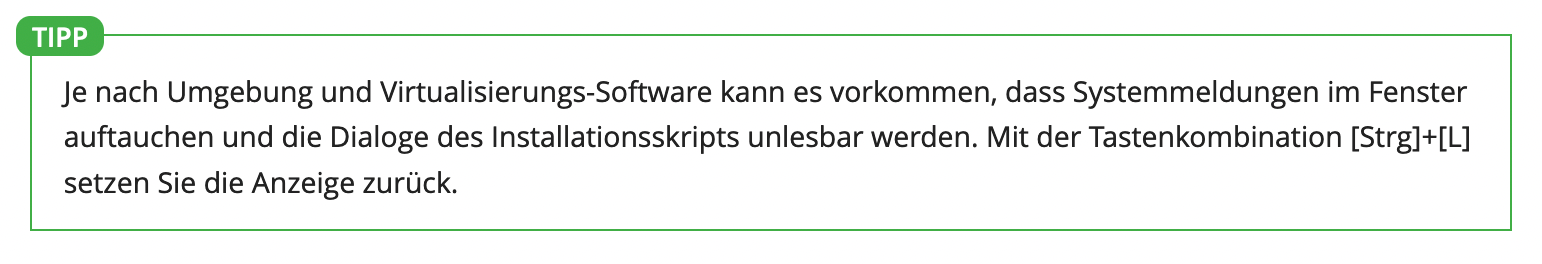 TIPP
Je nach Umgebung und Virtualisierungs-Software kann es vorkommen, dass Systemmeldungen im Fenster
auftauchen und die Dialoge des Installationsskripts unlesbar werden. Mit der Tastenkombination [Strg]+[L]
setzen Sie die Anzeige zurück.